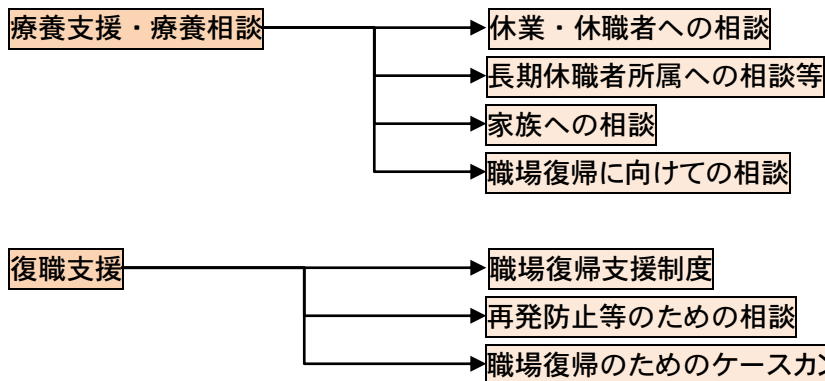 療養支援・療養相談
休業・休職者への相談
長期休職者所属への相談等
家族への相談
職場復帰に向けての相談
復職支援
職場復帰支援制度
再発防止等のための相談
職場復帰のためのケースカン